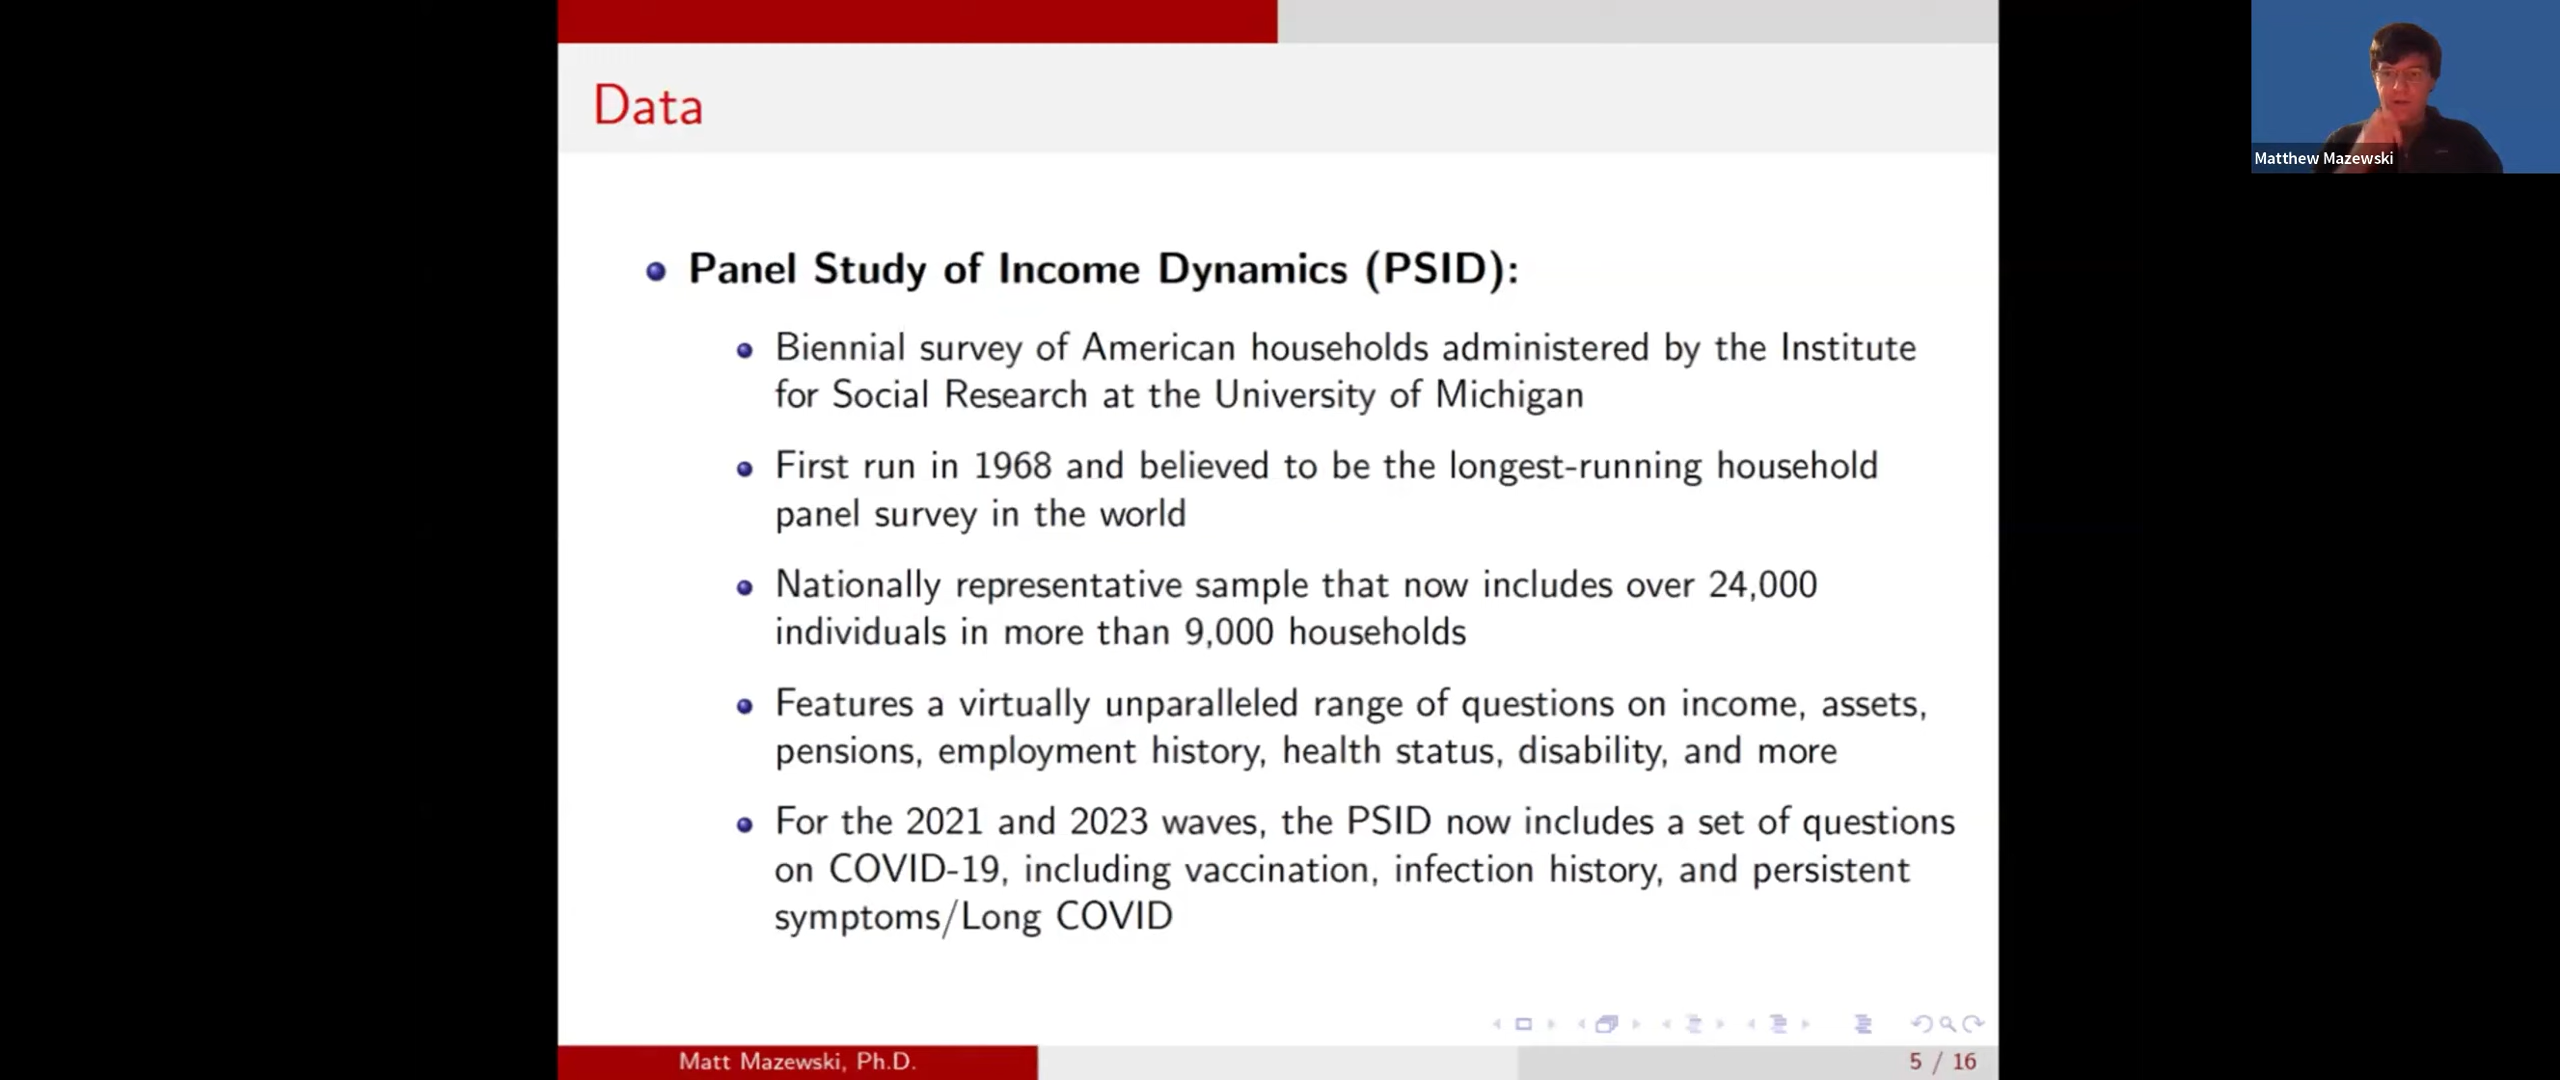 Data
Matthew Mazewski
Panel Study of Income Dynamics (PSID):
Biennial survey of American households administered by the Institute
for Social Research at the University of Michigan
First run in 1968 and believed to be the longest-running household
panel survey in the world
Nationally representative sample that now includes over 24,000
individuals in more than 9,000 households
Features a virtually unparalleled range of questions on income, assets,
pensions, employment history, health status, disability, and more
For the 2021 and 2023 waves, the PSID now includes a set of questions
on COVID-19, including vaccination, infection history, and persistent
symptoms/Long COVID
Matt Mazewski, Ph.D.
5 / 16